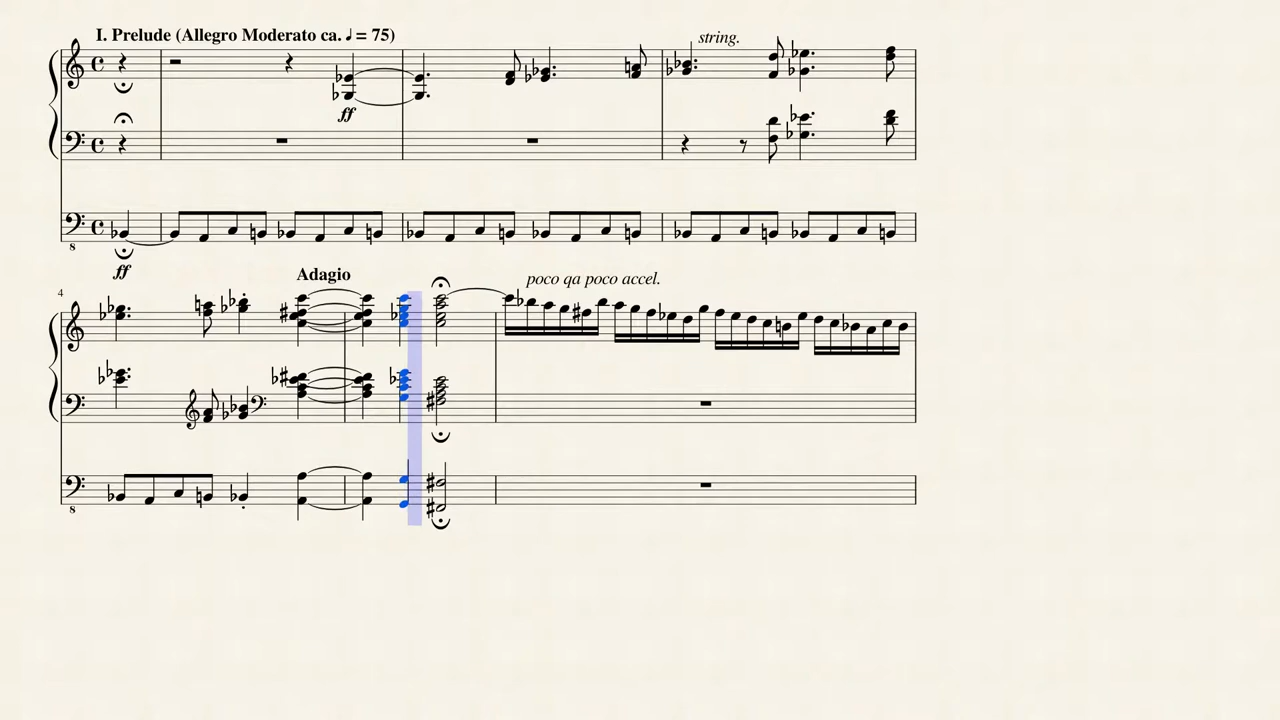 I. Prelude (Allegro Moderato ca. ♩ = 75)
string.
ff
8
ff
Adagio
poco qa poco accel.
4
8